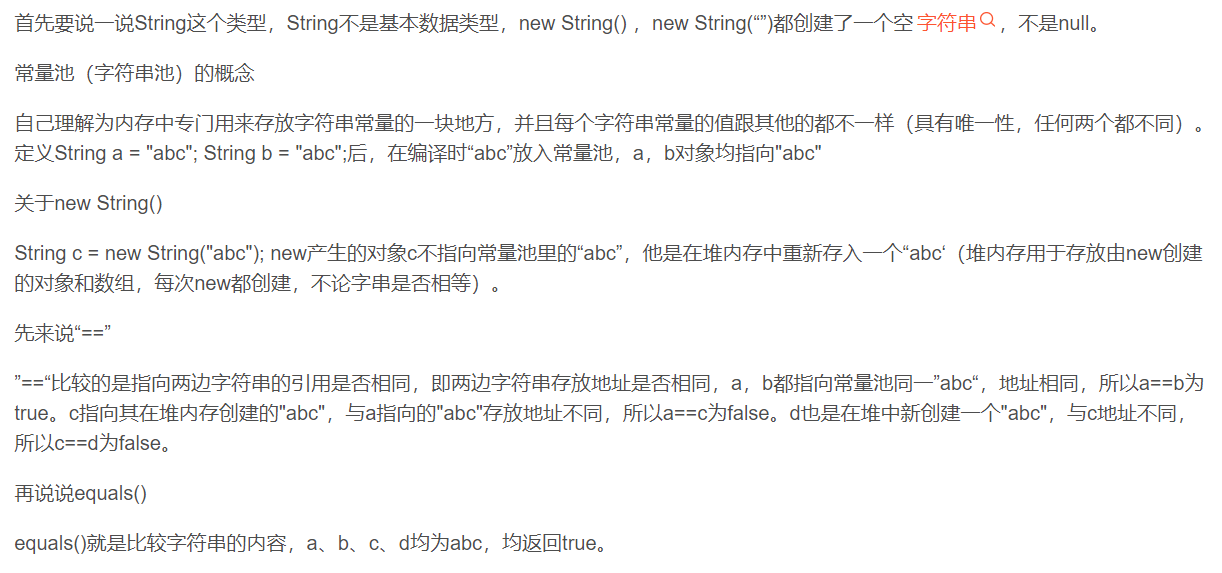 首先要说一说String这个类型，String不是基本数据类型，new String() ，new String(“”)都创建了一个空 字符串 ，不是null。
常量池（字符串池）的概念
自己理解为内存中专门用来存放字符串常量的一块地方，并且每个字符串常量的值跟其他的都不一样（具有唯一性，任何两个都不同）。
定义String a = "abc"; String b = "abc";后，在编译时“abc”放入常量池，a，b对象均指向"abc"
关于new String()
String c = new String("abc"); new产生的对象c不指向常量池里的“abc”，他是在堆内存中重新存入一个“abc‘（堆内存用于存放由new创建
的对象和数组，每次new都创建，不论字串是否相等）。
先来说“==”
”==“比较的是指向两边字符串的引用是否相同，即两边字符串存放地址是否相同，a，b都指向常量池同一”abc“，地址相同，所以a==b为
true。c指向其在堆内存创建的"abc"，与a指向的"abc"存放地址不同，所以a==c为false。d也是在堆中新创建一个"abc"，与c地址不同，
所以c==d为false。
再说说equals()
equals()就是比较字符串的内容，a、b、c、d均为abc，均返回true。